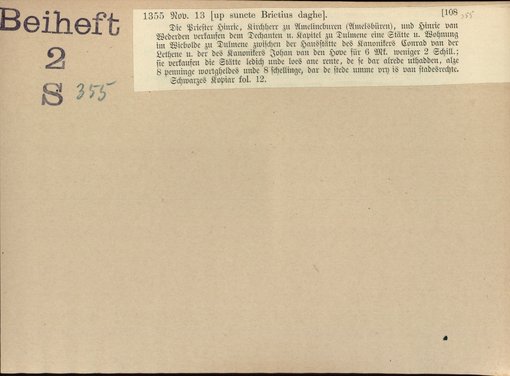 Beiheft
2
S 355
1355 Nov. 13 [up suncte Brictius daghe]. [108
355
Die Priester Hinric, Kirchherr zu Amelincburen (Amelsbüren), und Hinric van
Wederden verkaufen dem Dechanten u. Kapitel zu Dulmene eine Stätte u. Wohnung
im Wicbolde zu Dulmene zwischen der Hausstätte des Kanonikers Conrad van der
Lethene u. der des Kanonikers Johan van den Hove für 6 Mk. weniger 2 Schill.;
sie verkaufen die Stätte ledich unde loes ane rente, de se dar alrede uthadden, alze
8 penninge wortgheldes unde 8 schellinge, dar de stede umme vry is van stadesrechte.
Schwarzes Kopiar fol. 12.